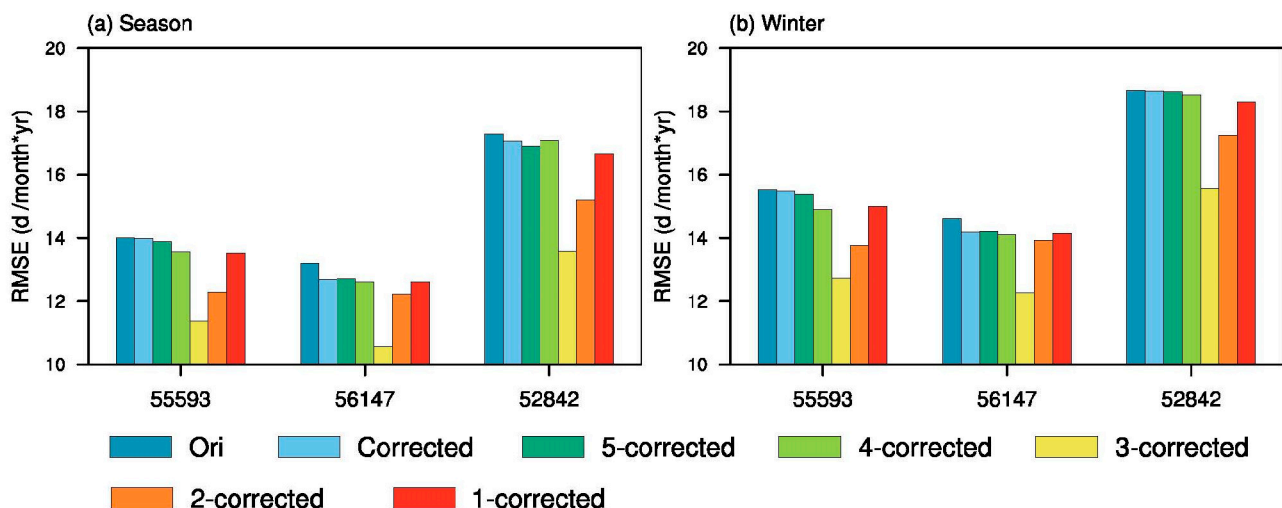 (a) Season
20
18
16
14
12
10
RMSE (d /month*yr)
55593 56147 52842
(b) Winter
20
18
16
14
12
10
RMSE (d /month*yr)
55593 56147 52842
Ori Corrected 5-corrected 4-corrected 3-corrected
2-corrected 1-corrected